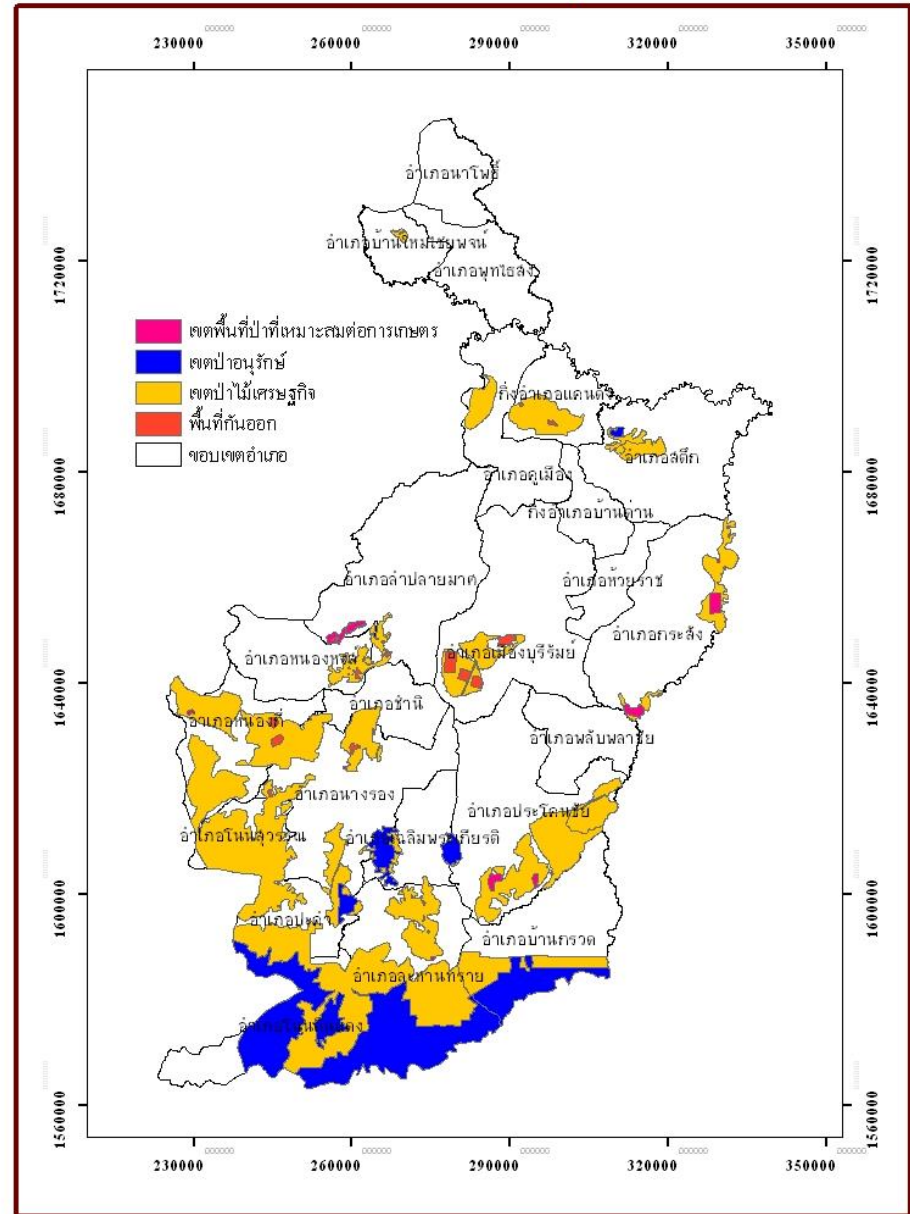 230000 260000 290000 320000 350000
อำเภอนาโพธิ์
อำเภอบ้านใหม่ไชยพจน์
อำเภอพุทไธสง
1720000 1720000
เขตพื้นที่ป่าที่เหมาะสมต่อการเกษตร
เขตป่าอนุรักษ์
เขตป่าไม้เศรษฐกิจ
พื้นที่กันออก
ขอบเขตอำเภอ
กิ่งอำเภอแคนดง
อำเภอสตึก
อำเภอคูเมือง
1680000 1680000
กิ่งอำเภอบ้านด่าน
อำเภอลำปลายมาศ
อำเภอห้วยราช
อำเภอกระสัง
อำเภอเมืองบุรีรัมย์
อำเภอหนองหงส์
1640000 1640000
อำเภอชำนิ
อำเภอหนองกี่
อำเภอพลับพลาชัย
อำเภอนางรอง
อำเภอประโคนชัย
อำเภอโนนสุวรรณ
อำเภอเฉลิมพระเกียรติ
1600000 1600000
อำเภอปะคำ
อำเภอบ้านกรวด
อำเภอละหานทราย
อำเภอโนนดินแดง
1560000 1560000
230000 260000 290000 320000 350000